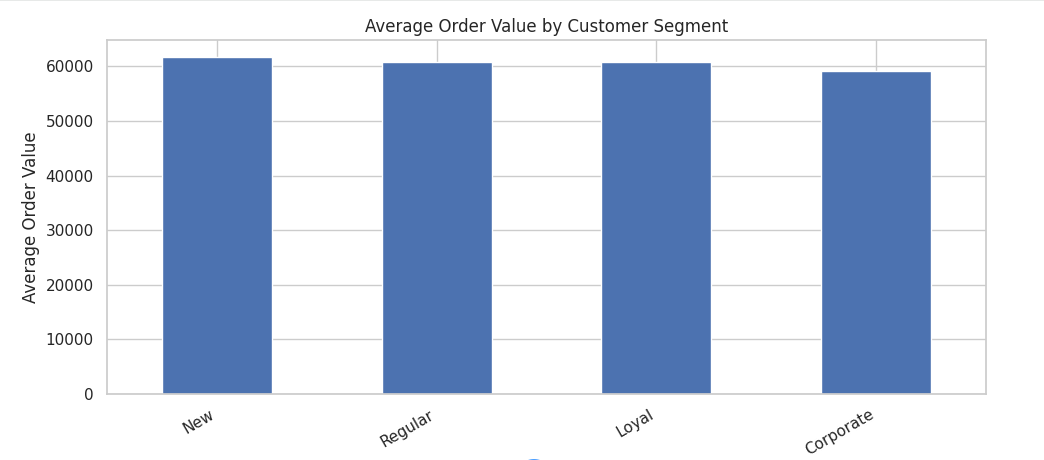 Average Order Value by Customer Segment
Average Order Value
60000
50000
40000
30000
20000
10000
0
New
Regular
Loyal
Corporate